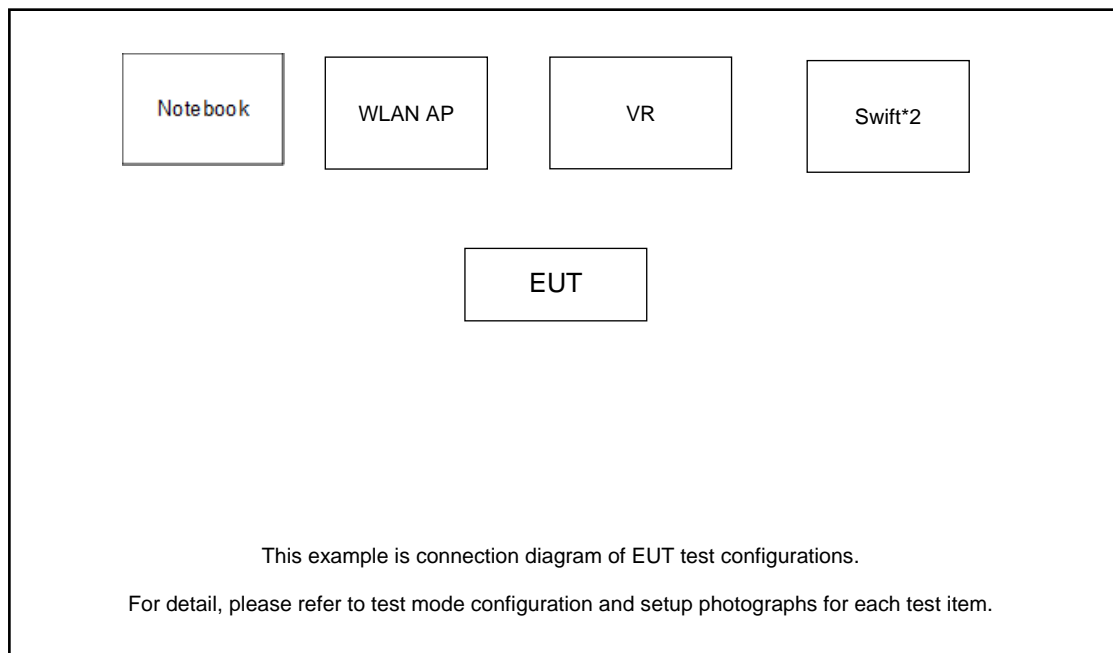 Notebook
WLAN AP
VR
Swift*2
EUT
This example is connection diagram of EUT test configurations.
For detail, please refer to test mode configuration and setup photographs for each test item.